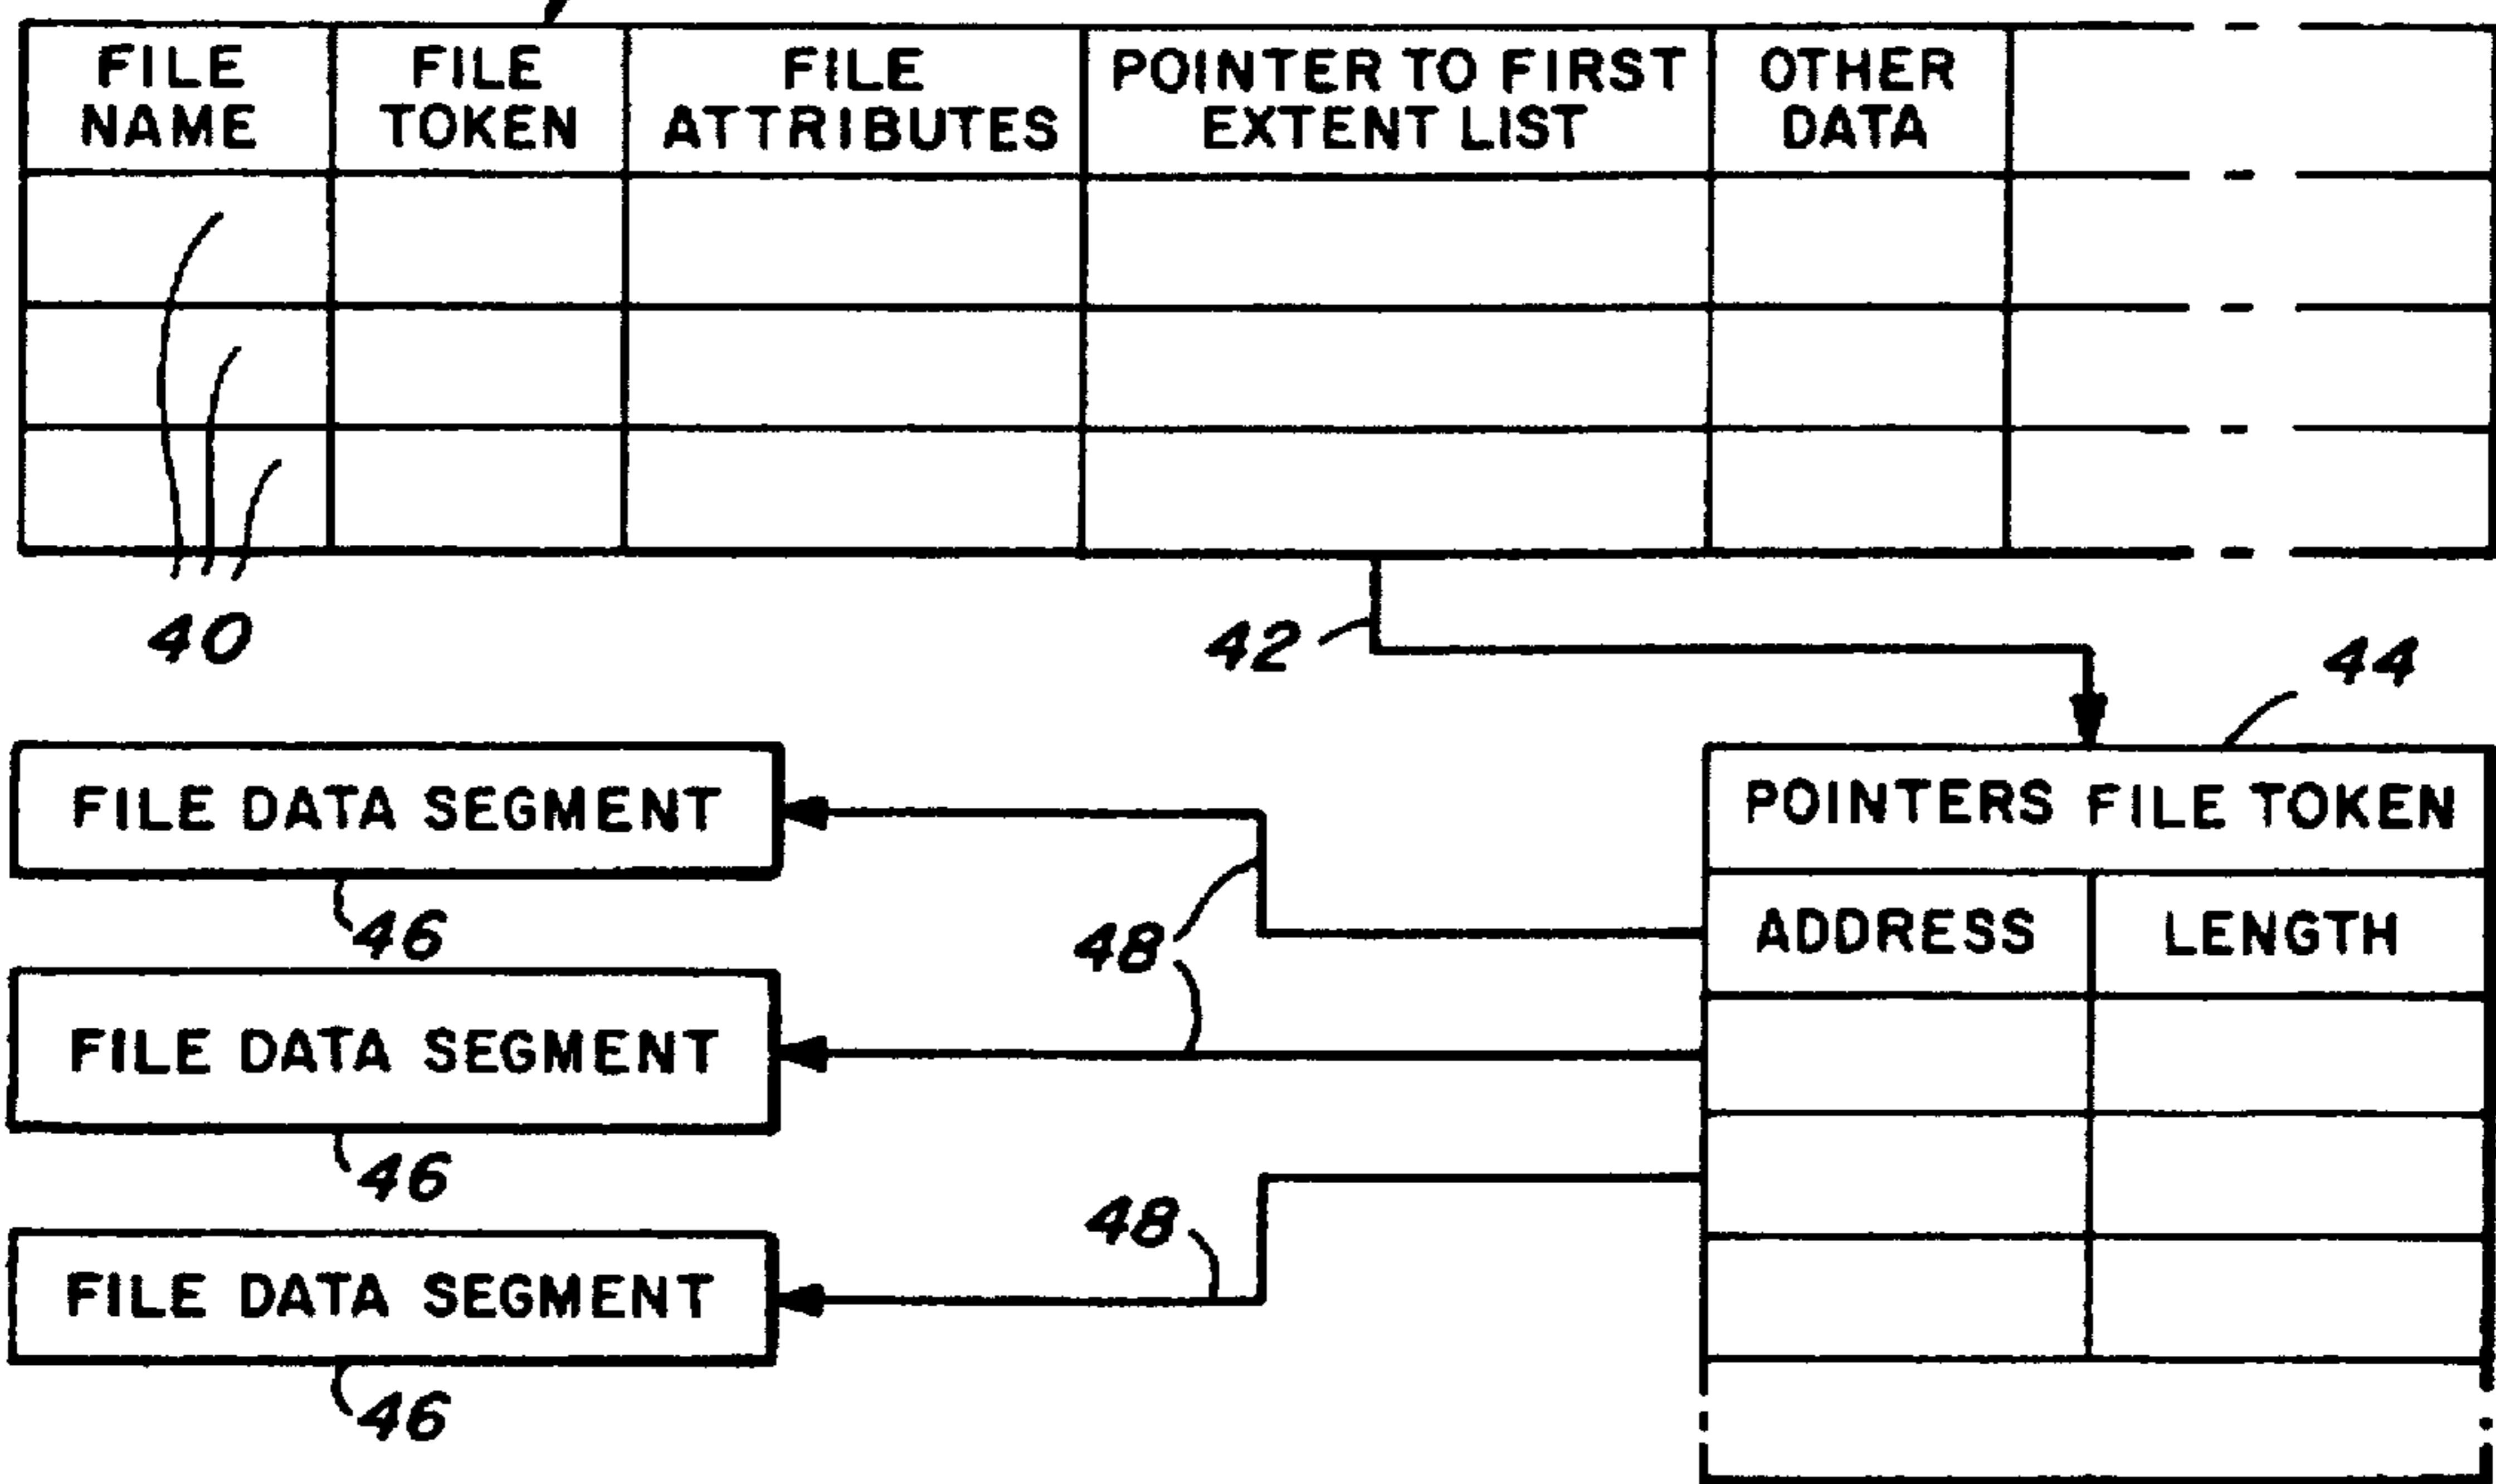 FILE NAME
FILE TOKEN
FILE ATTRIBUTES
POINTER TO FIRST EXTENT LIST
OTHER DATA
40
42
44
FILE DATA SEGMENT
POINTERS FILE TOKEN
46
48
ADDRESS
LENGTH
FILE DATA SEGMENT
46
48
FILE DATA SEGMENT
46